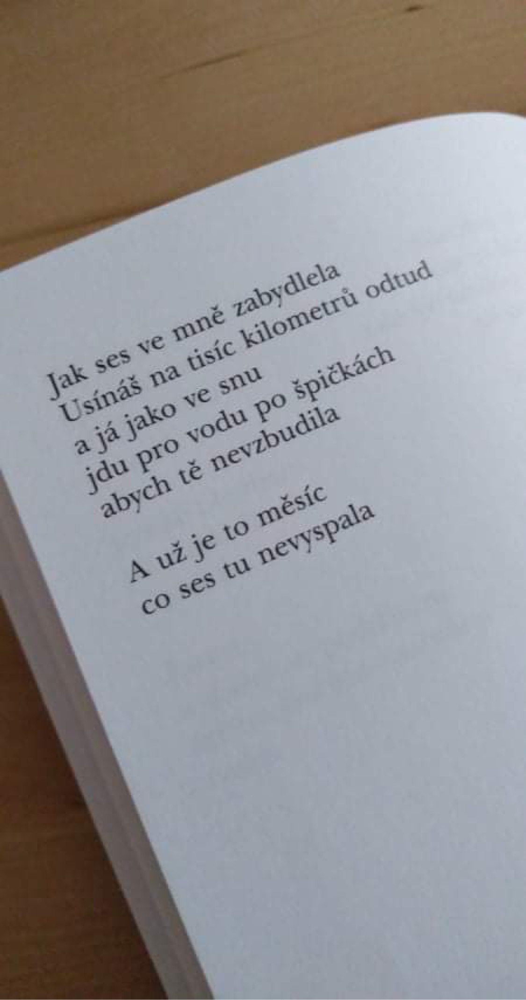 Jak ses ve mně zabydlela
Usínáš na tisíc kilometrů odtud
a já jako ve snu
jdu pro vodu po špičkách
abych tě nevzbudila
A už je to měsíc
co ses tu nevyspala